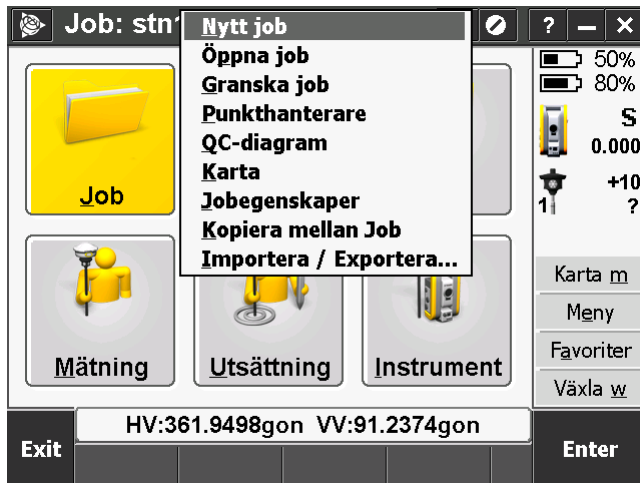 Job: stn
? — X
Nytt job
Öppna job
Granska job
Punkthanterare
QC-diagram
Karta
Jobegenskaper
Kopiera mellan Job
Importera / Exportera...
50%
80%
S
0.000
+10
1 ?
Job
Mätning
Utsättning
Instrument
Karta m
Meny
Favoriter
Växla w
HV:361.9498gon VV:91.2374gon
Exit
Enter